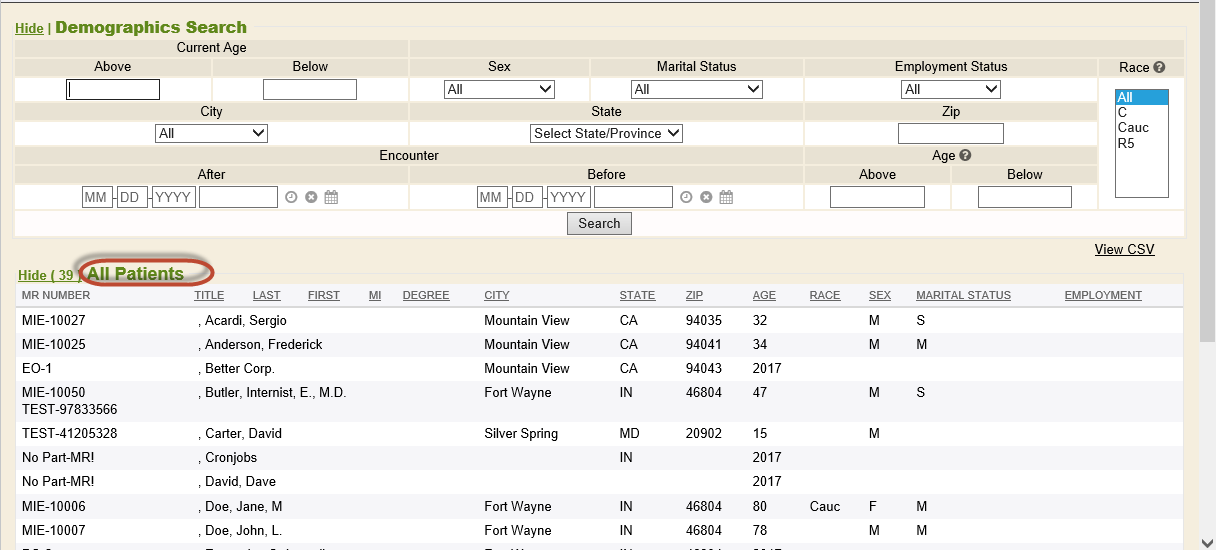 Hide | Demographics Search
Current Age
Above Below Sex Marital Status Employment Status Race ?
All All All All
C
Cauc
R5
City State Zip
All Select State/Province
Encounter Age ?
After Before Above Below
MM - DD - YYYY MM - DD - YYYY
Search
View CSV
Hide ( 39 ) All Patients
MR NUMBER TITLE LAST FIRST MI DEGREE CITY STATE ZIP AGE RACE SEX MARITAL STATUS EMPLOYMENT
MIE-10027 , Acardi, Sergio Mountain View CA 94035 32 M S
MIE-10025 , Anderson, Frederick Mountain View CA 94041 34 M M
EO-1 , Better Corp. Mountain View CA 94043 2017
MIE-10050 , Butler, Internist, E., M.D. Fort Wayne IN 46804 47 M S
TEST-97833566
TEST-41205328 , Carter, David Silver Spring MD 20902 15 M
No Part-MR! , Cronjobs IN 2017
No Part-MR! , David, Dave 2017
MIE-10006 , Doe, Jane, M Fort Wayne IN 46804 80 Cauc F M
MIE-10007 , Doe, John, L. Fort Wayne IN 46804 78 M M